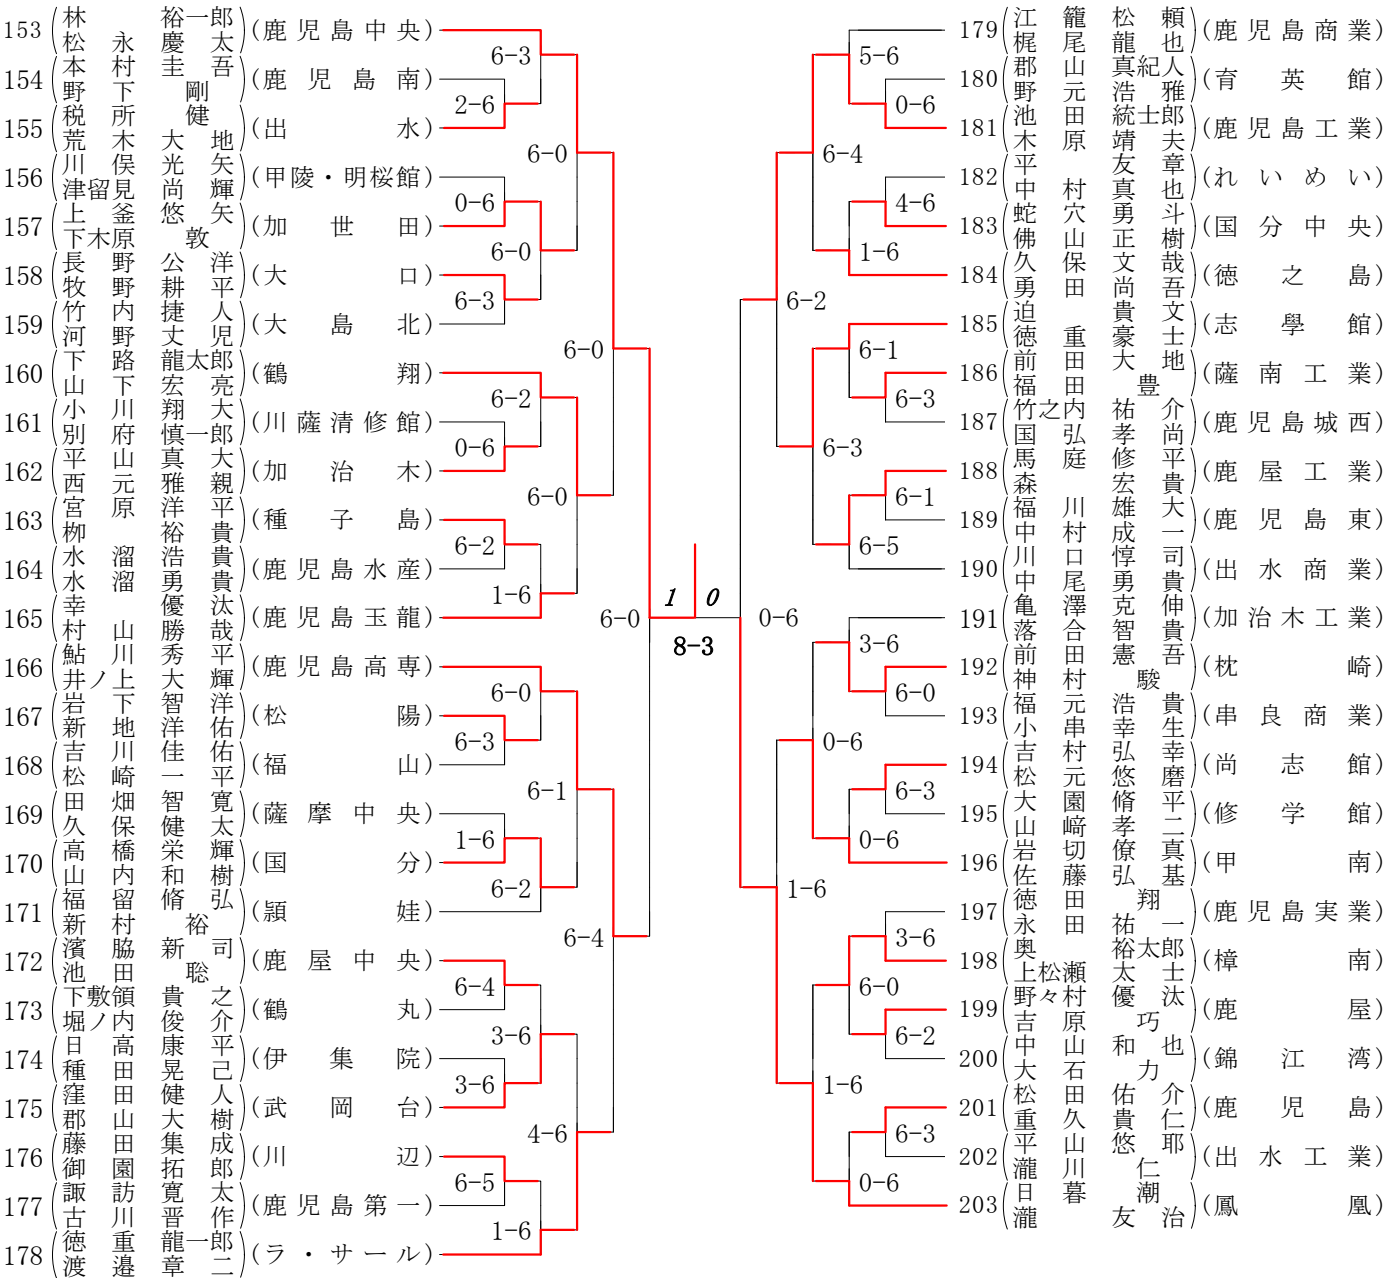 153 林 裕一郎 松永 慶太 (鹿児島中央)
154 本村 圭吾 野下 剛 (鹿児島南)
155 税所 健 荒木 大地 (出水)
156 川俣 光矢 津留見 尚輝 (甲陵・明桜館)
157 上釜 悠矢 下木原 敦 (加世田)
158 長野 公洋 牧野 耕平 (大口)
159 竹内 捷人 河野 丈児 (大島北)
160 下路 龍太郎 山下 宏亮 (鶴翔)
161 小川 翔大 別府 慎一郎 (川薩清修館)
162 平山 真大 西元 雅親 (加治木)
163 宮原 洋平 栁 裕貴 (種子島)
164 水溜 浩貴 水溜 勇貴 (鹿児島水産)
165 幸 優汰 村山 勝哉 (鹿児島玉龍)
166 鮎川 秀平 井ノ上 大輝 (鹿児島高専)
167 岩下 智洋 新地 洋佑 (松陽)
168 吉川 佳佑 松崎 一平 (福山)
169 田畑 智寛 久保 健太 (薩摩中央)
170 高橋 栄輝 山内 和樹 (国分)
171 福留 脩弘 新村 裕 (頴娃)
172 濱脇 新司 池田 聡 (鹿屋中央)
173 下敷領 貴之 堀ノ内 俊介 (鶴丸)
174 日高 康平 種田 晃己 (伊集院)
175 窪田 健人 郡山 大樹 (武岡台)
176 藤田 集成 御園 拓郎 (川辺)
177 諏訪 寛太 古川 晋作 (鹿児島第一)
178 徳重 龍一郎 渡邉 章二 (ラ・サール)
6-3
2-6
6-0
0-6
6-0
6-3
6-0
6-2
0-6
6-0
6-2
1-6
6-0
6-0
6-3
6-1
1-6
6-2
6-4
6-4
3-6
3-6
4-6
6-5
1-6
1 0
8-3
179 江籠 松頼 梶尾 龍也 (鹿児島商業)
180 郡山 真紀人 野元 浩雅 (育英館)
181 池田 統士郎 木原 靖夫 (鹿児島工業)
182 平 友章 中村 真也 (れいめい)
183 蛇穴 勇斗 佛山 正樹 (国分中央)
184 久保 文哉 勇田 尚吾 (徳之島)
185 迫 貴文 徳重 豪士 (志學館)
186 前田 大地 福田 豊 (薩南工業)
187 竹之内 祐介 国弘 孝尚 (鹿児島城西)
188 馬庭 修平 森 宏貴 (鹿屋工業)
189 福川 雄大 中村 成一 (鹿児島東)
190 川口 惇司 中尾 勇貴 (出水商業)
191 亀澤 克伸 落合 智貴 (加治木工業)
192 前田 憲吾 神村 駿 (枕崎)
193 福元 浩貴 小串 幸生 (串良商業)
194 吉村 弘幸 松元 悠磨 (尚志館)
195 大園 脩平 山﨑 孝二 (修学館)
196 岩切 僚真 佐藤 弘基 (甲南)
197 徳田 翔 永田 祐一 (鹿児島実業)
198 奥 裕太郎 上松瀬 太士 (樟南)
199 野々村 優汰 吉原 巧 (鹿屋)
200 中山 和也 大石 力 (錦江湾)
201 松田 佑介 重久 貴仁 (鹿児島)
202 平山 悠耶 瀧川 仁 (出水工業)
203 日暮 潮 瀧 友治 (鳳凰)
5-6
0-6
6-4
4-6
1-6
6-2
6-1
6-3
6-3
6-1
6-5
0-6
3-6
6-0
0-6
6-3
0-6
1-6
3-6
6-0
6-2
1-6
6-3
0-6